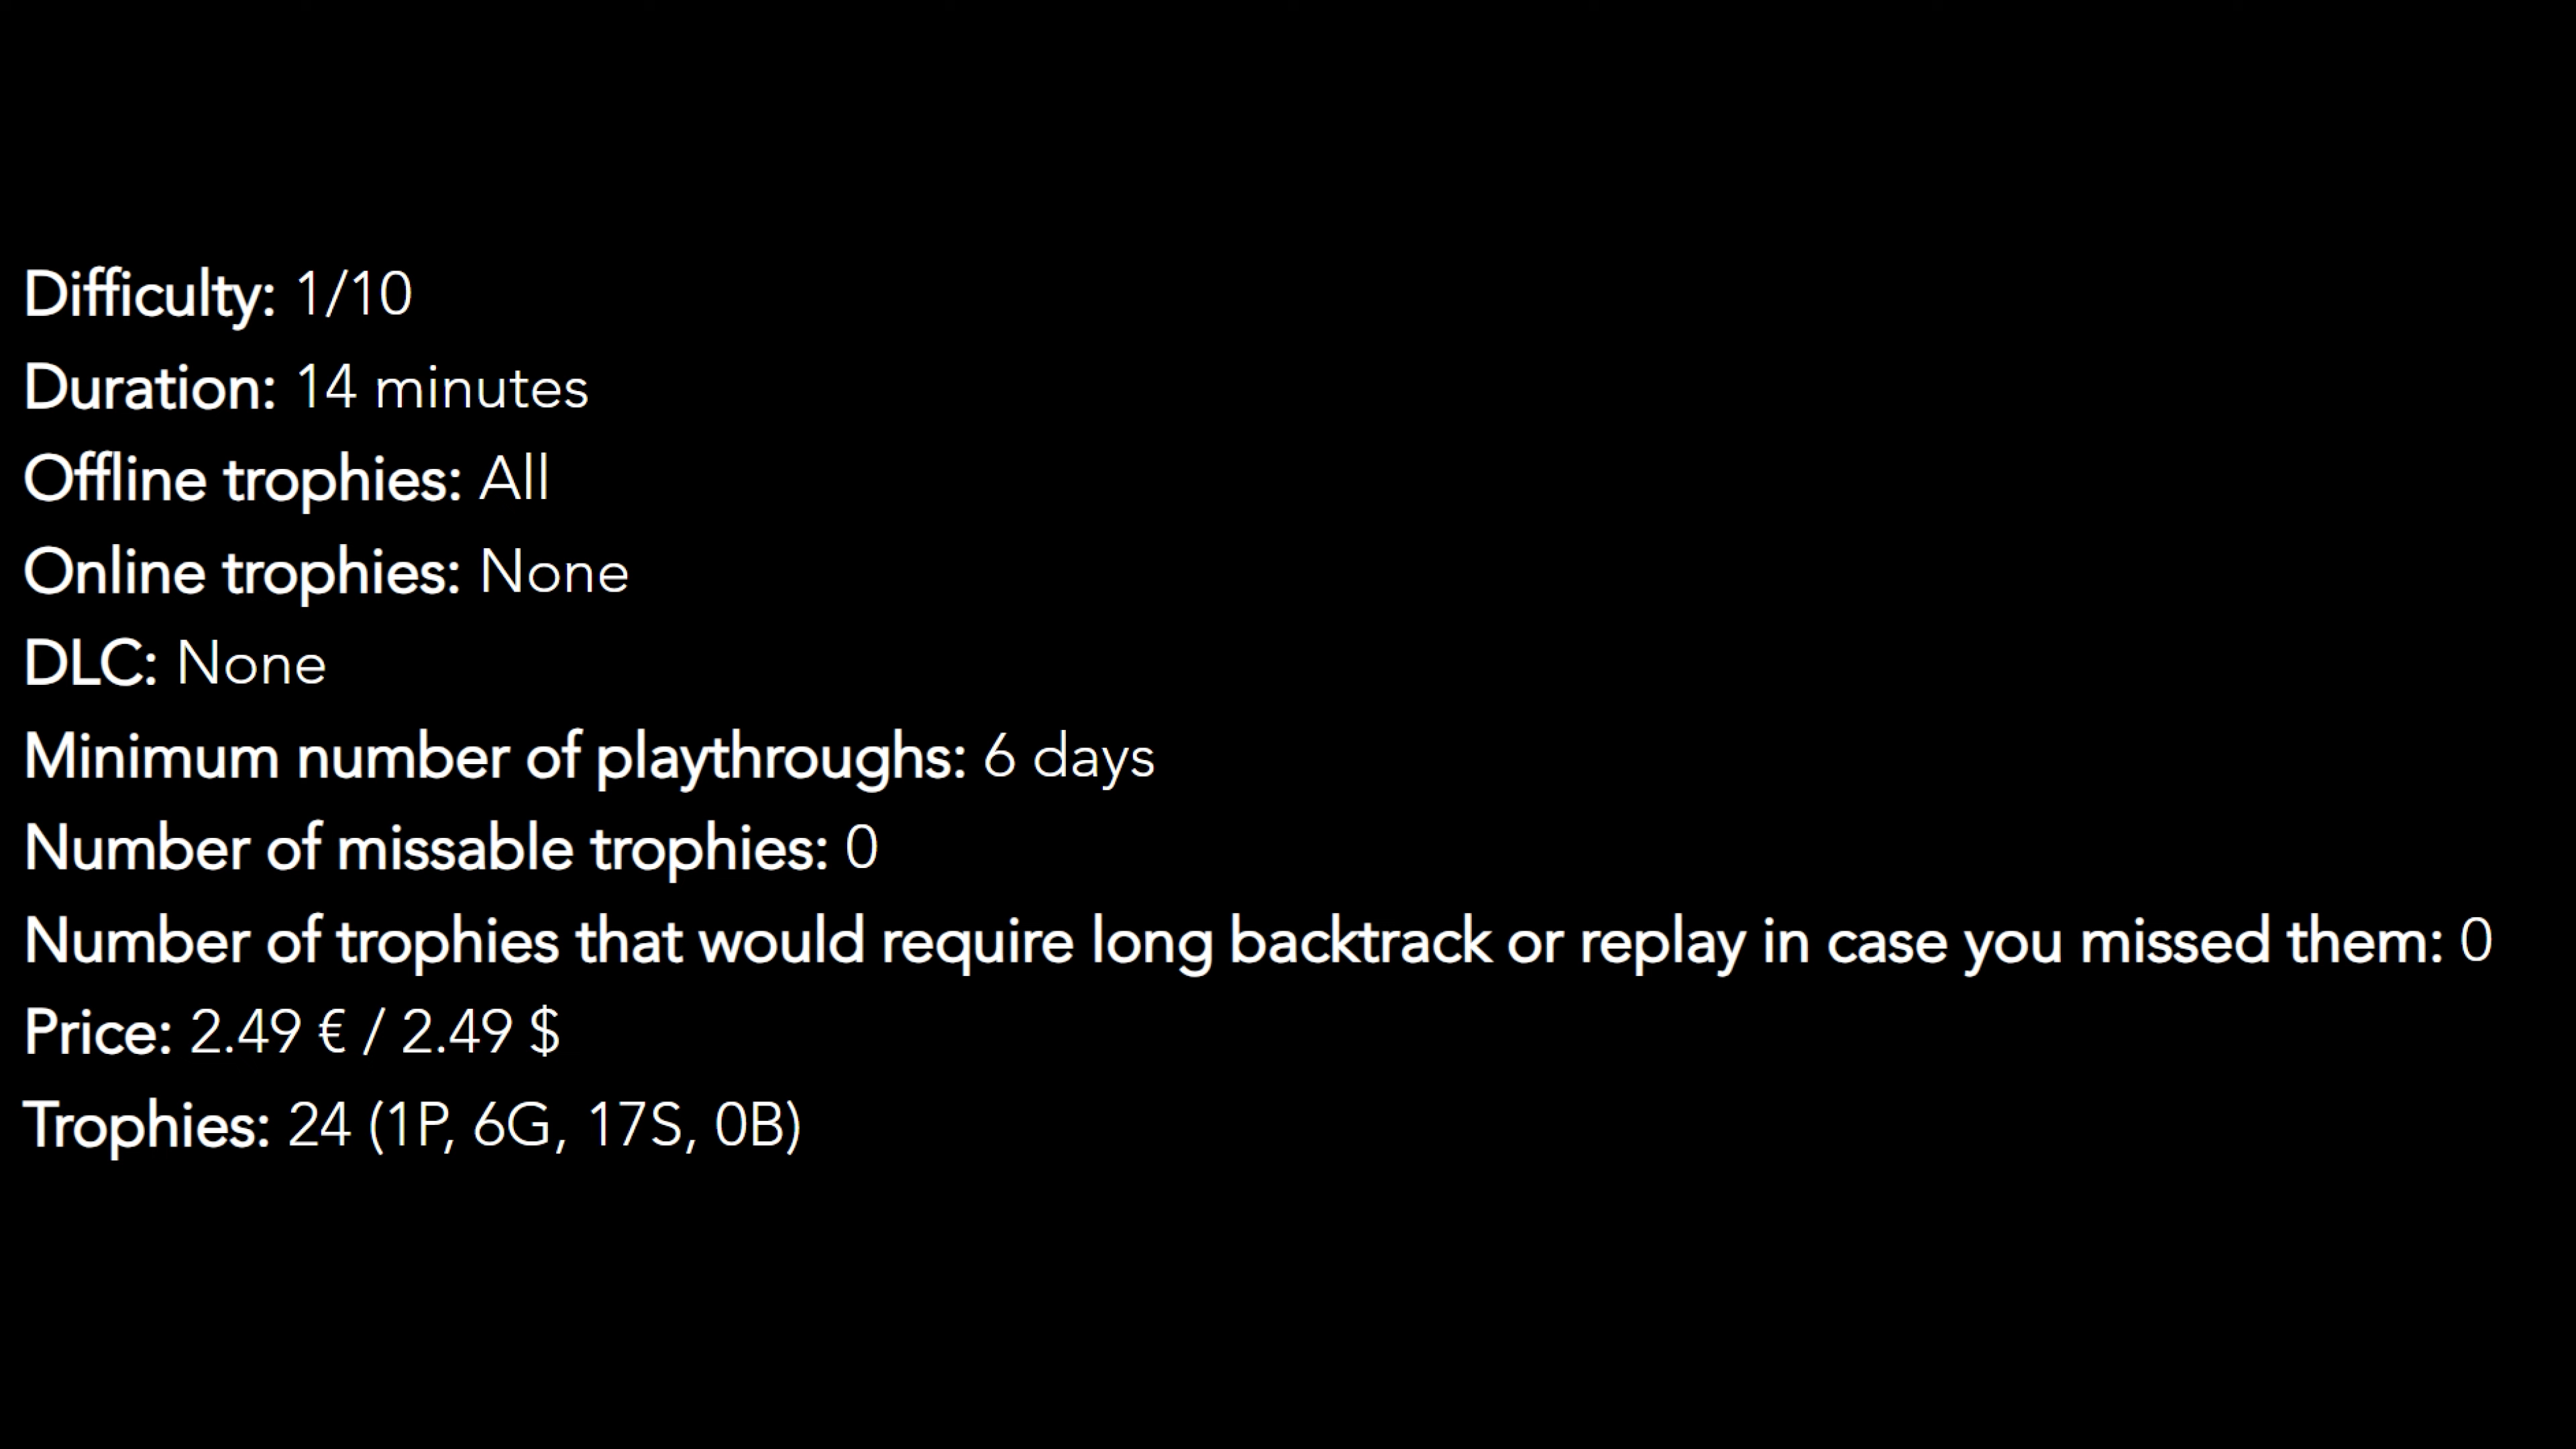 Difficulty: 1/10
Duration: 14 minutes
Offline trophies: All
Online trophies: None
DLC: None
Minimum number of playthroughs: 6 days
Number of missable trophies: 0
Number of trophies that would require long backtrack or replay in case you missed them: 0
Price: 2.49 € / 2.49 $
Trophies: 24 (1P, 6G, 17S, 0B)